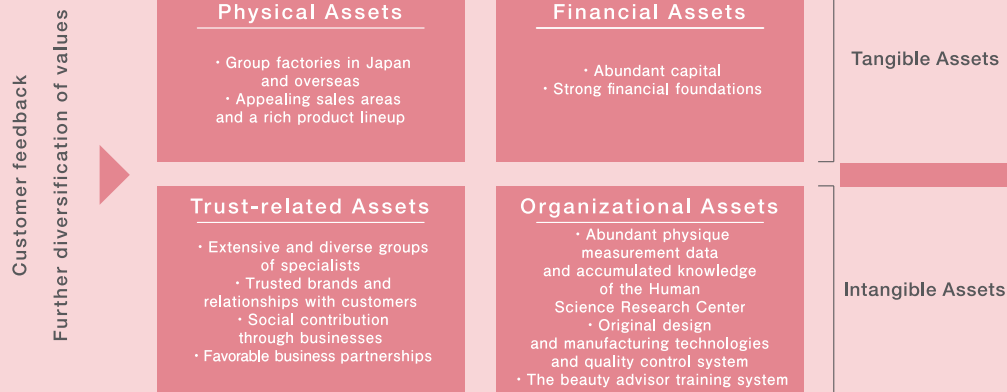 Customer feedback
Further diversification of values
Physical Assets
· Group factories in Japan
and overseas
· Appealing sales areas
and a rich product lineup
Financial Assets
· Abundant capital
· Strong financial foundations
Tangible Assets
Trust-related Assets
· Extensive and diverse groups
of specialists
· Trusted brands and
relationships with customers
· Social contribution
through businesses
· Favorable business partnerships
Organizational Assets
· Abundant physique
measurement data
and accumulated knowledge
of the Human
Science Research Center
· Original design
and manufacturing technologies
and quality control system
· The beauty advisor training system
Intangible Assets